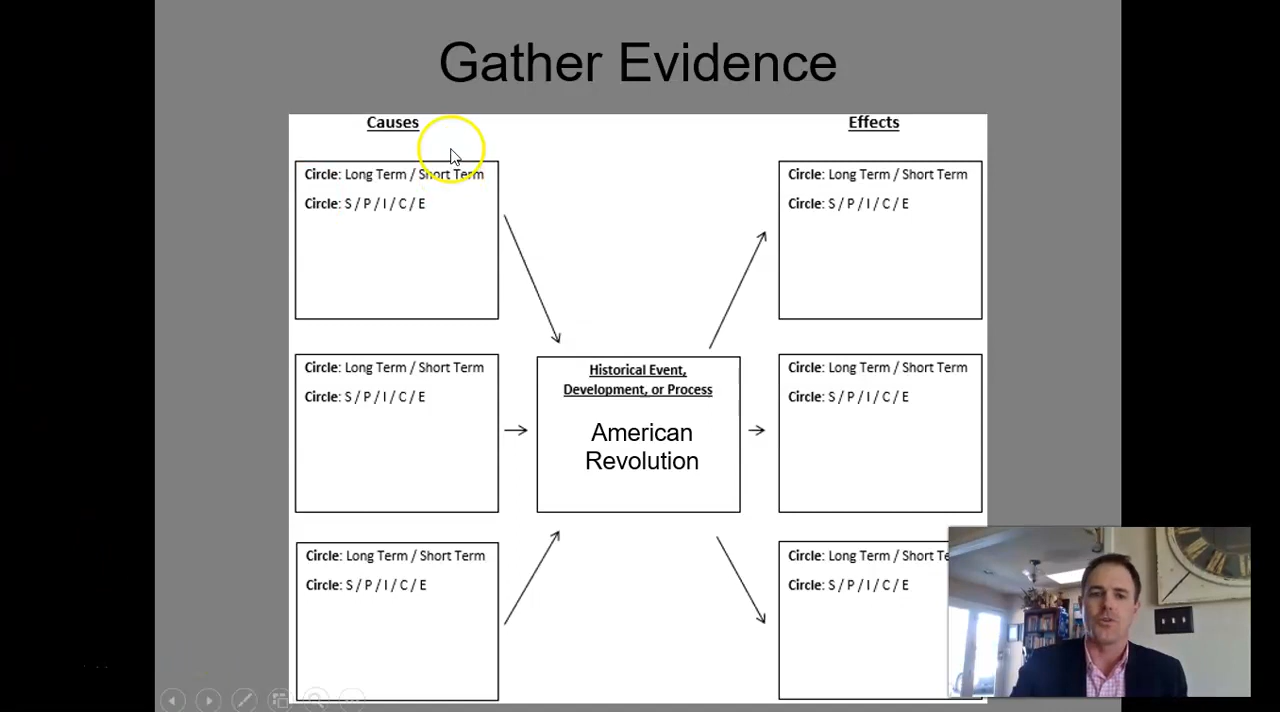 Gather Evidence
Causes
Effects
Circle: Long Term / Short Term
Circle: S / P / I / C / E
Circle: Long Term / Short Term
Circle: S / P / I / C / E
Circle: Long Term / Short Term
Circle: S / P / I / C / E
Historical Event,
Development, or Process
American
Revolution
Circle: Long Term / Short Term
Circle: S / P / I / C / E
Circle: Long Term / Short Term
Circle: S / P / I / C / E
Circle: Long Term / Short Te
Circle: S / P / I / C / E